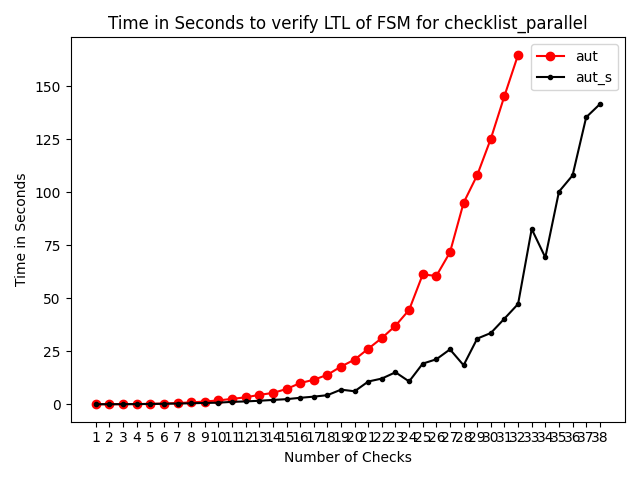 Time in Seconds to verify LTL of FSM for checklist_parallel
aut
aut_s
Time in Seconds
150
125
100
75
50
25
0
1 2 3 4 5 6 7 8 9 10 11 12 13 14 15 16 17 18 19 20 21 22 23 24 25 26 27 28 29 30 31 32 33 34 35 36 37 38
Number of Checks